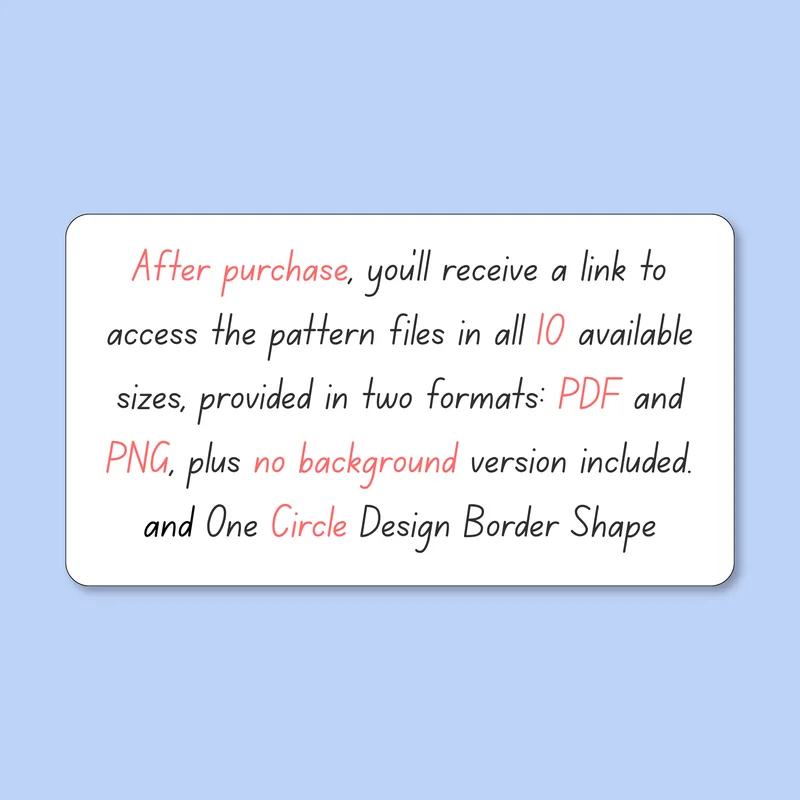 After purchase, you'll receive a link to
access the pattern files in all 10 available
sizes, provided in two formats: PDF and
PNG, plus no background version included.
and One Circle Design Border Shape